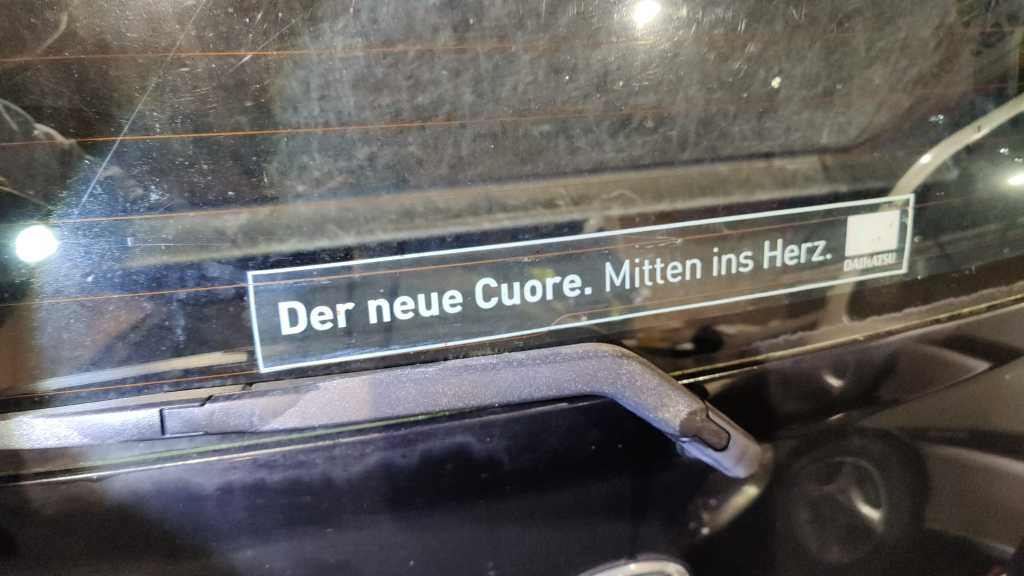 Der neue Cuore. Mitten ins Herz.
DAIHATSU